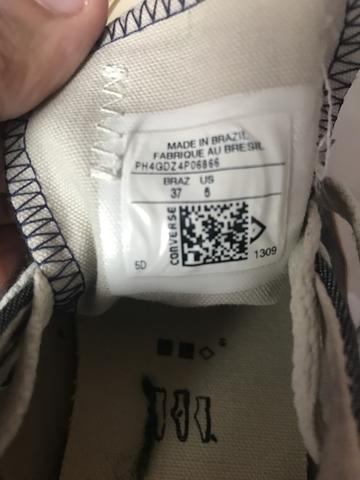 MADE IN BRAZIL
FABRIQUE AU BRESIL
PH4GDZ4P06866
BRAZ US
37 6
CONVERSE
5D
1309